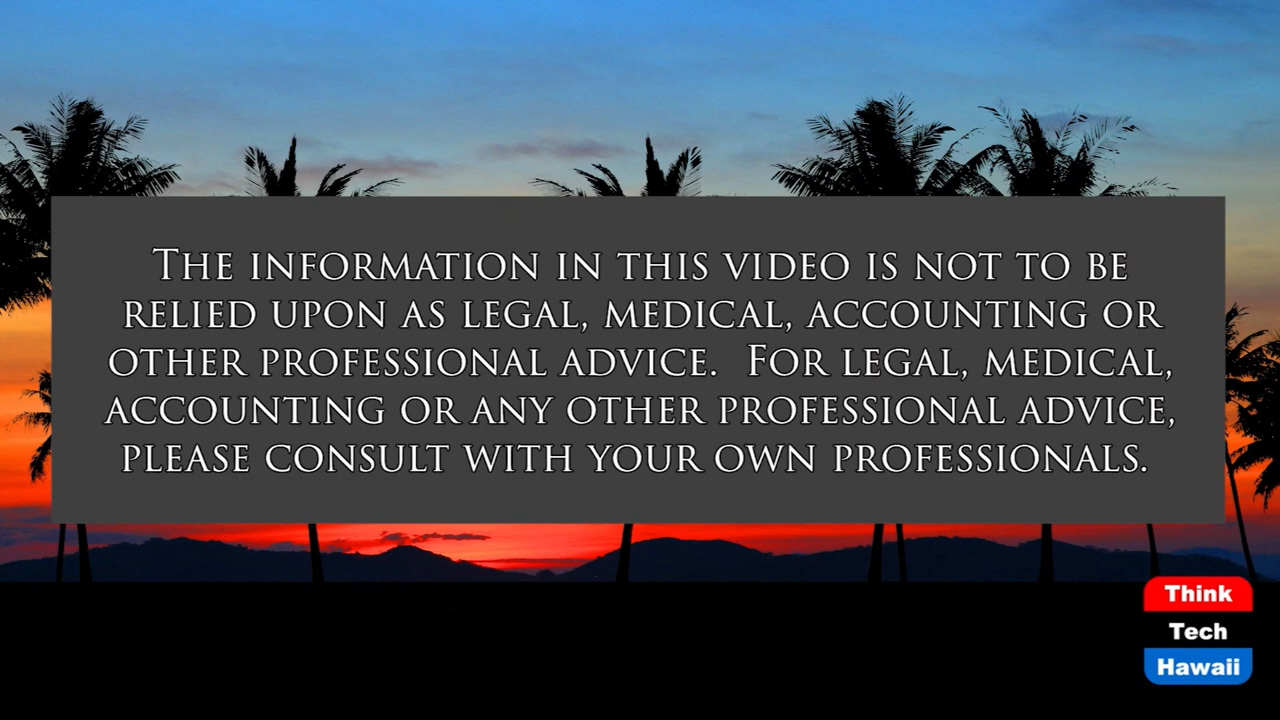 The information in this video is not to be
relied upon as legal, medical, accounting or
other professional advice.  For legal, medical,
accounting or any other professional advice,
please consult with your own professionals.
Think
Tech
Hawaii